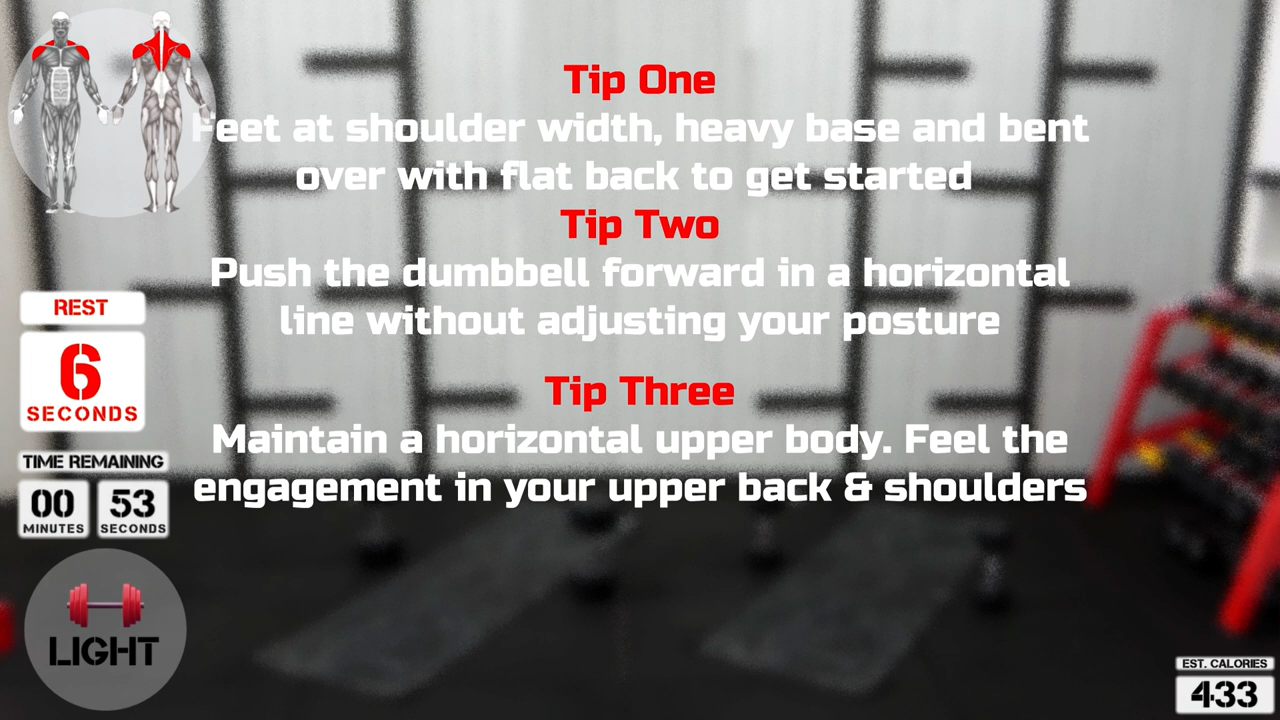 Tip One
Feet at shoulder width, heavy base and bent
over with flat back to get started
Tip Two
Push the dumbbell forward in a horizontal
line without adjusting your posture
Tip Three
Maintain a horizontal upper body. Feel the
engagement in your upper back & shoulders
REST
6
SECONDS
TIME REMAINING
00 53
MINUTES SECONDS
LIGHT
EST. CALORIES
433